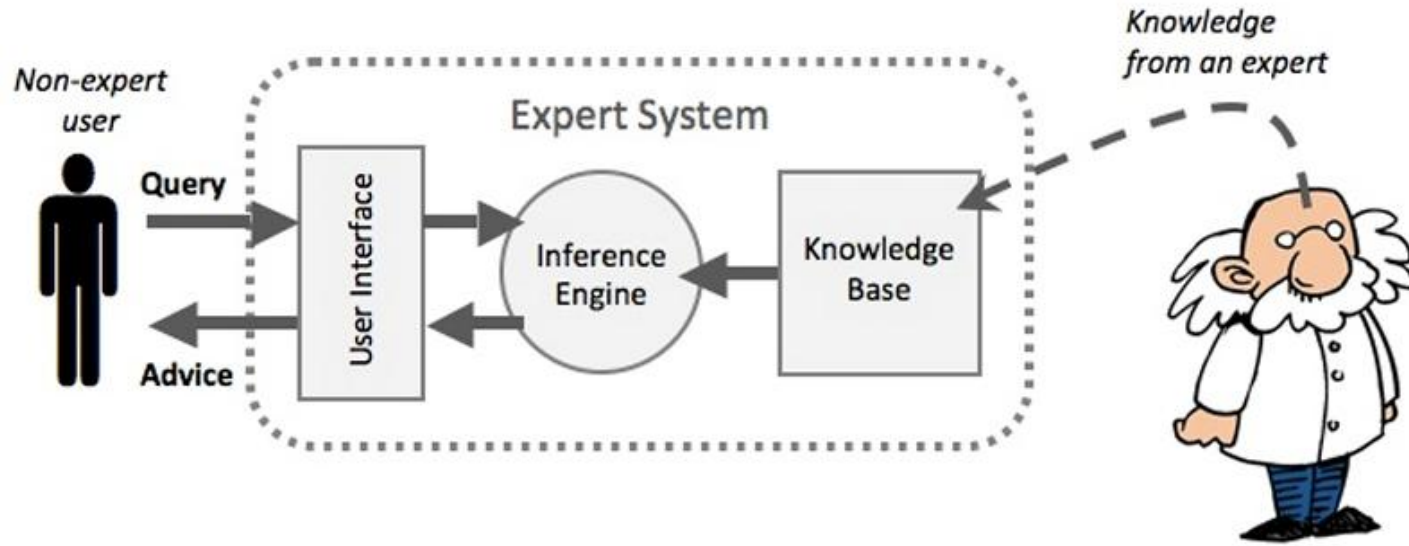 Knowledge
from an expert
Non-expert
user
Expert System
Query
User Interface
Inference
Engine
Knowledge
Base
Advice